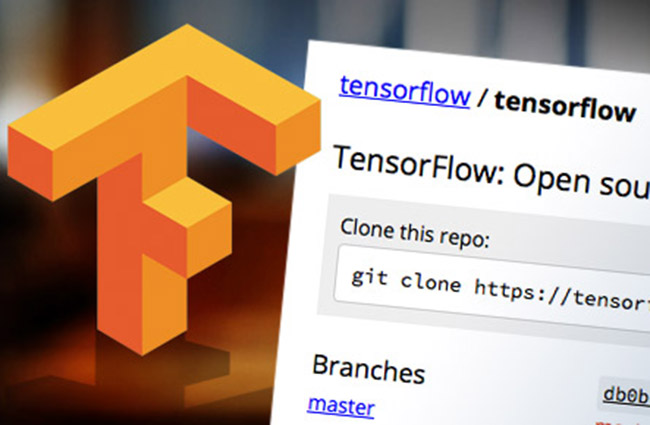 tensorflow / tensorflow
TensorFlow: Open sou
Clone this repo:
git clone https://tensor
Branches
db0b
master